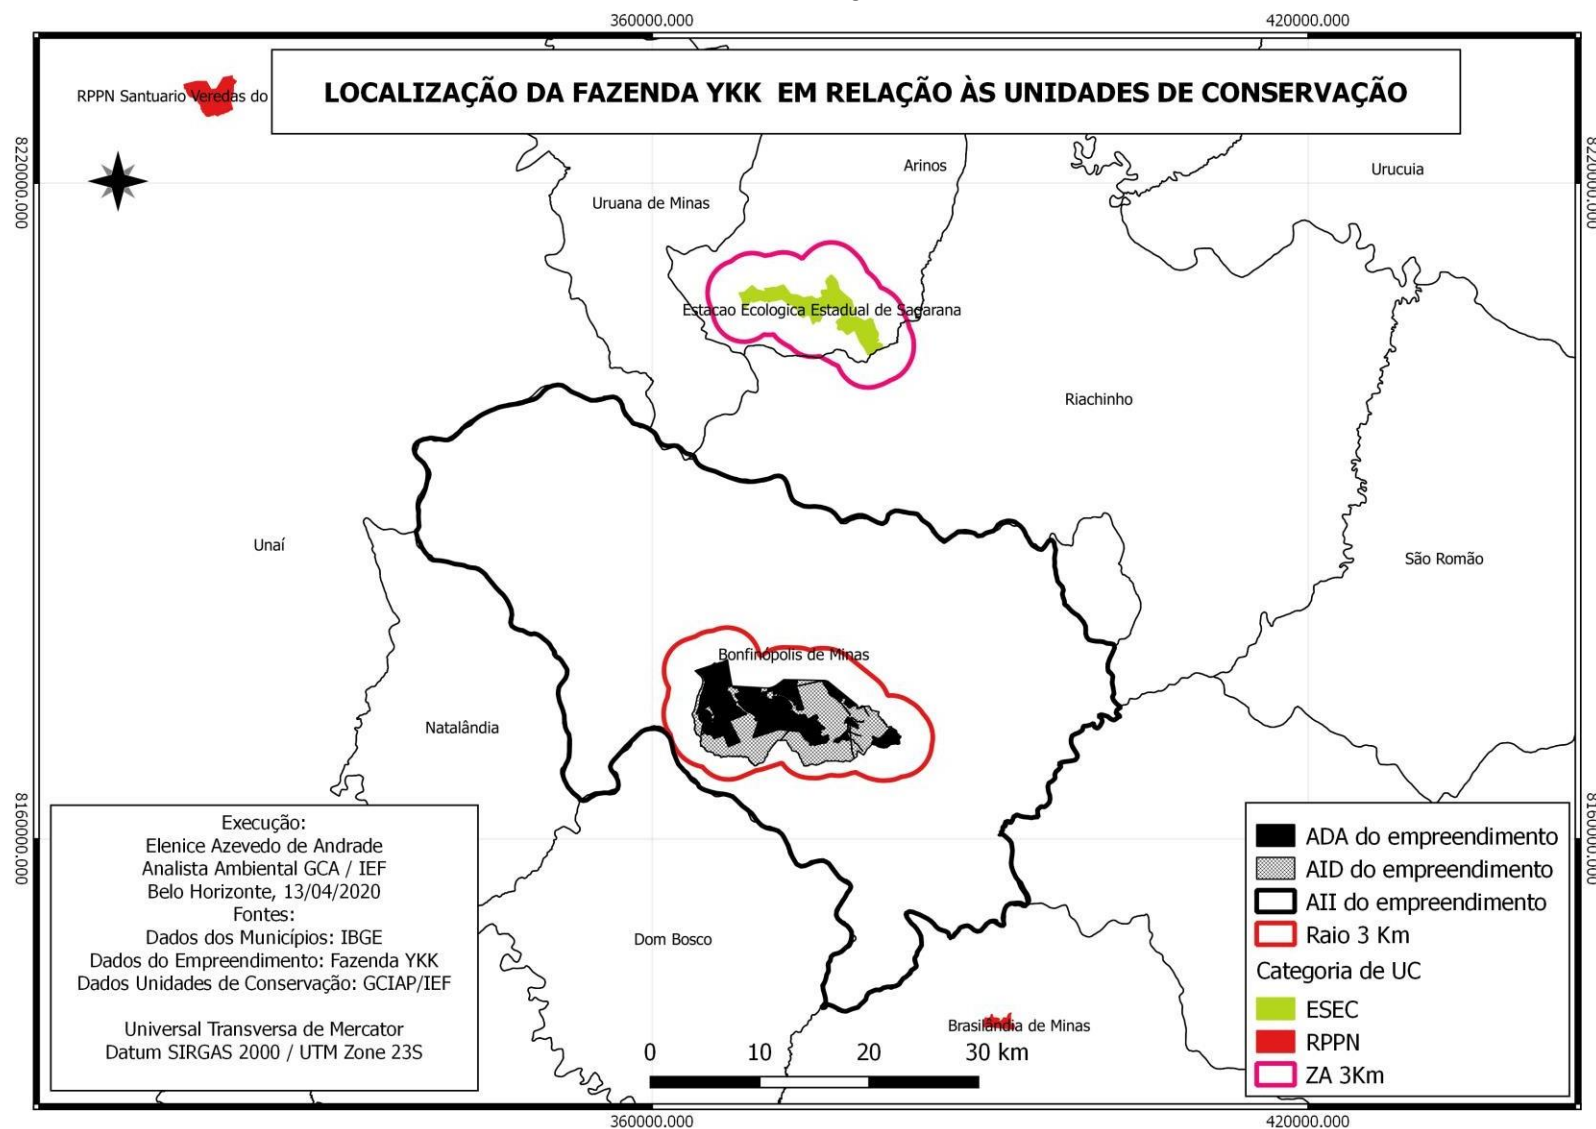 360000.000
420000.000
LOCALIZAÇÃO DA FAZENDA YKK EM RELAÇÃO ÀS UNIDADES DE CONSERVAÇÃO
RPPN Santuario Veredas do
8220000.000
8220000.000
Arinos
Urucuia
Uruana de Minas
Estacao Ecologica Estadual de Sagarana
Riachinho
Unaí
São Romão
Bonfinópolis de Minas
Natalândia
8160000.000
8160000.000
Execução:
Elenice Azevedo de Andrade
Analista Ambiental GCA / IEF
Belo Horizonte, 13/04/2020
Fontes:
Dados dos Municípios: IBGE
Dados do Empreendimento: Fazenda YKK
Dados Unidades de Conservação: GCIAP/IEF
Universal Transversa de Mercator
Datum SIRGAS 2000 / UTM Zone 23S
Dom Bosco
Brasilândia de Minas
0 10 20 30 km
ADA do empreendimento
AID do empreendimento
AII do empreendimento
Raio 3 Km
Categoria de UC
ESEC
RPPN
ZA 3Km
360000.000
420000.000